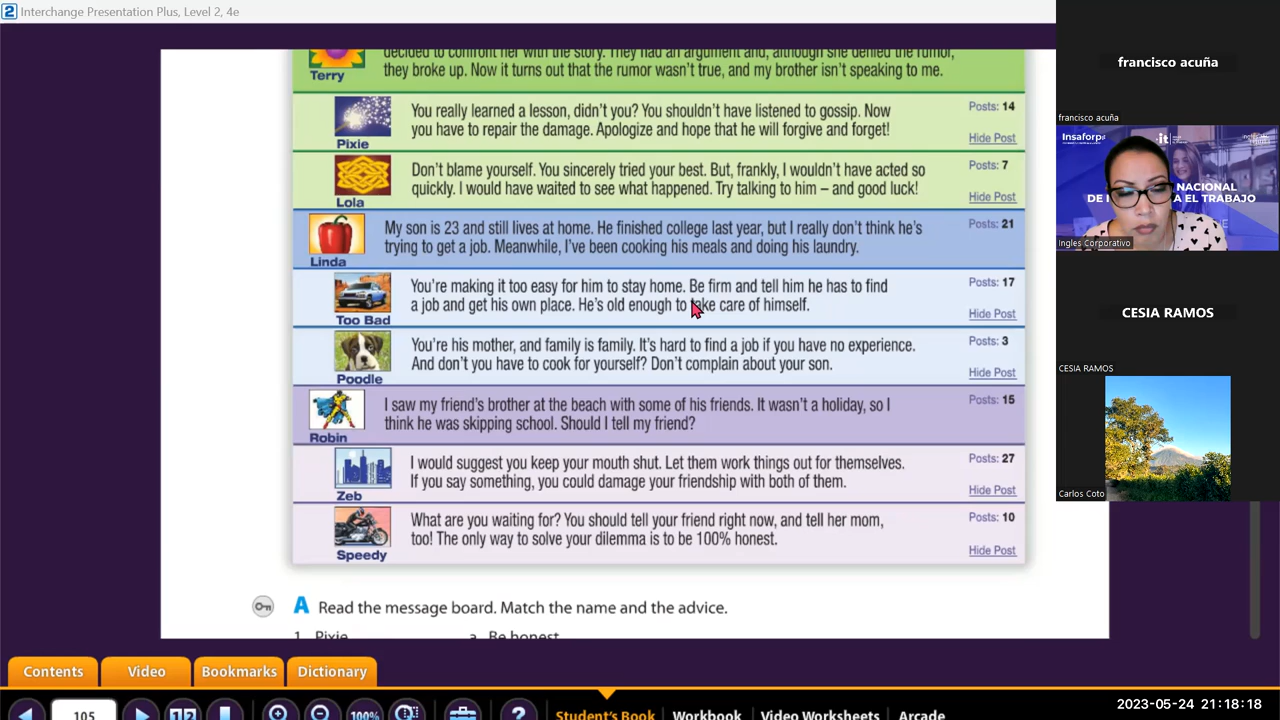 Interchange Presentation Plus, Level 2, 4e
decided to confront her with the story. They had an argument and, although she denied the rumor,
they broke up. Now it turns out that the rumor wasn't true, and my brother isn't speaking to me.
Terry
You really learned a lesson, didn't you? You shouldn't have listened to gossip. Now
you have to repair the damage. Apologize and hope that he will forgive and forget!
Pixie
Posts: 14
Hide Post
Don't blame yourself. You sincerely tried your best. But, frankly, I wouldn't have acted so
quickly. I would have waited to see what happened. Try talking to him – and good luck!
Lola
Posts: 7
Hide Post
My son is 23 and still lives at home. He finished college last year, but I really don't think he's
trying to get a job. Meanwhile, I've been cooking his meals and doing his laundry.
Linda
Posts: 21
You're making it too easy for him to stay home. Be firm and tell him he has to find
a job and get his own place. He's old enough to take care of himself.
Too Bad
Posts: 17
Hide Post
You're his mother, and family is family. It's hard to find a job if you have no experience.
And don't you have to cook for yourself? Don't complain about your son.
Poodle
Posts: 3
Hide Post
I saw my friend's brother at the beach with some of his friends. It wasn't a holiday, so I
think he was skipping school. Should I tell my friend?
Robin
Posts: 15
I would suggest you keep your mouth shut. Let them work things out for themselves.
If you say something, you could damage your friendship with both of them.
Zeb
Posts: 27
Hide Post
What are you waiting for? You should tell your friend right now, and tell her mom,
too! The only way to solve your dilemma is to be 100% honest.
Speedy
Posts: 10
Hide Post
A Read the message board. Match the name and the advice.
1. Pixie a. Be honest
Contents Video Bookmarks Dictionary
105 1|2 100% ? Student's Book Workbook Video Worksheets Arcade
francisco acuña
francisco acuña
Insaforp
it
NACIONAL
DE A EL TRABAJO
Ingles Corporativo
CESIA RAMOS
CESIA RAMOS
Carlos Coto
2023-05-24 21:18:18